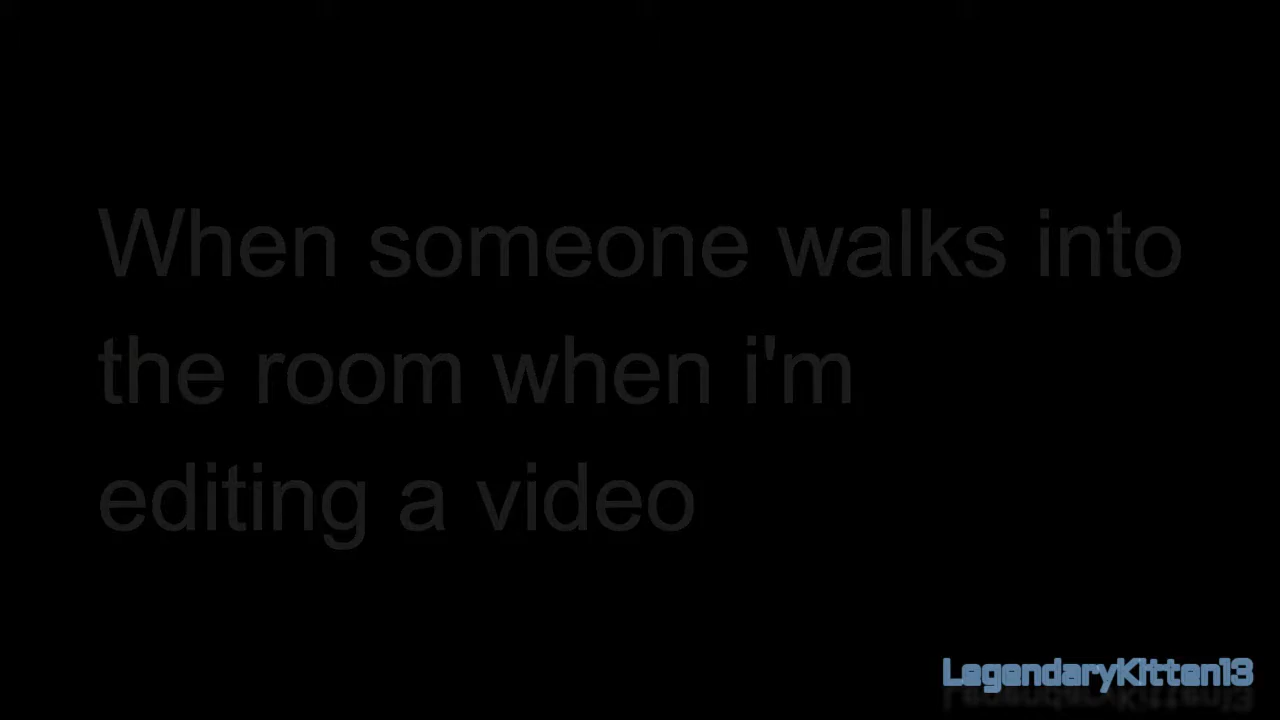 When someone walks into
the room when i'm
editing a video
LegendaryKitten13